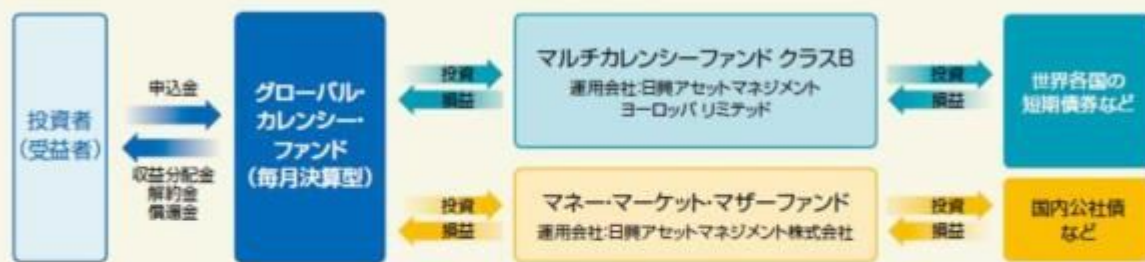 投資者
(受益者)
申込金
収益分配金
解約金
償還金
グローバル・
カレンシー・
ファンド
(毎月決算型)
投資
損益
マルチカレンシーファンド クラスB
運用会社:日興アセットマネジメント
ヨーロッパ リミテッド
投資
損益
世界各国の
短期債券など
投資
損益
マネー・マーケット・マザーファンド
運用会社:日興アセットマネジメント株式会社
投資
損益
国内公社債
など